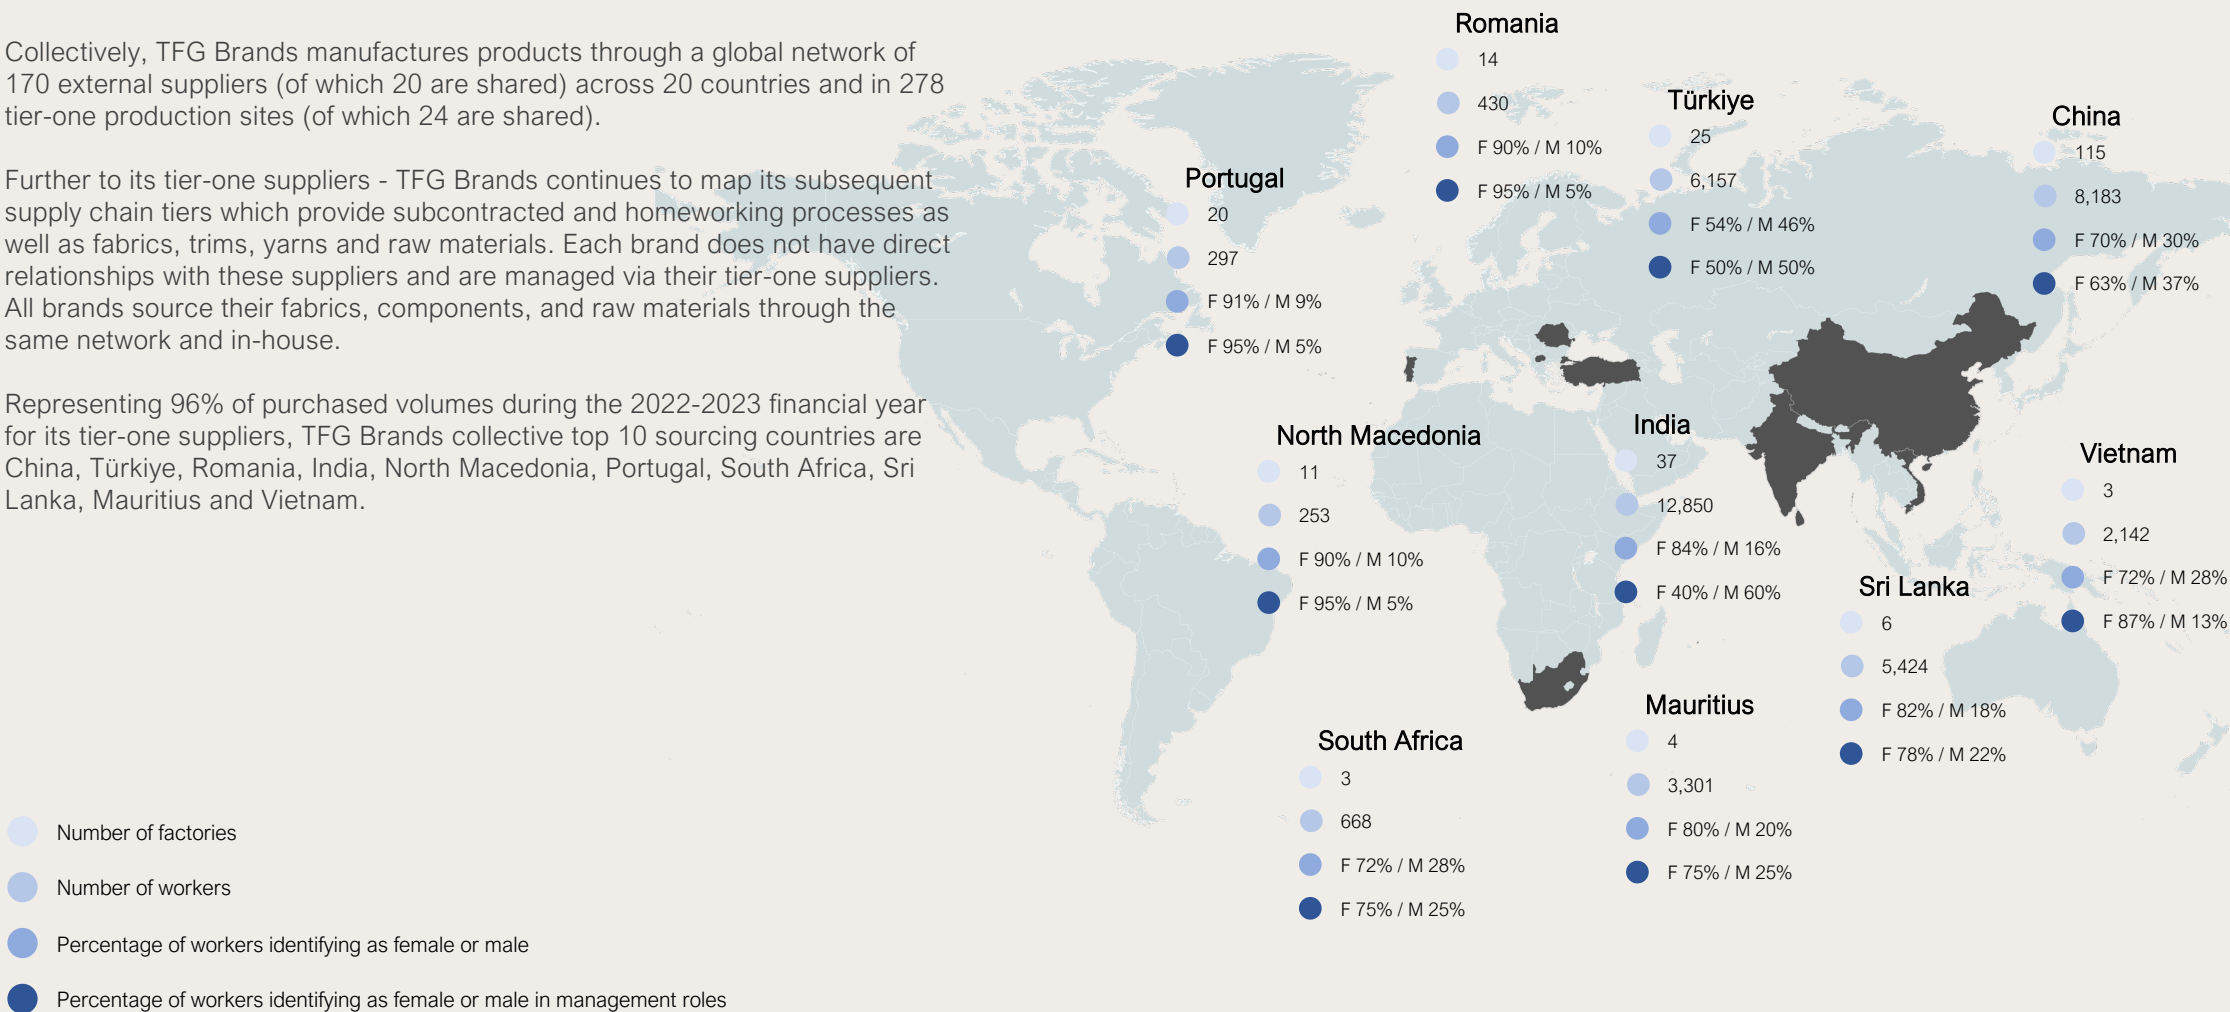 Collectively, TFG Brands manufactures products through a global network of
170 external suppliers (of which 20 are shared) across 20 countries and in 278
tier-one production sites (of which 24 are shared).
Further to its tier-one suppliers - TFG Brands continues to map its subsequent
supply chain tiers which provide subcontracted and homeworking processes as
well as fabrics, trims, yarns and raw materials. Each brand does not have direct
relationships with these suppliers and are managed via their tier-one suppliers.
All brands source their fabrics, components, and raw materials through the
same network and in-house.
Representing 96% of purchased volumes during the 2022-2023 financial year
for its tier-one suppliers, TFG Brands collective top 10 sourcing countries are
China, Türkiye, Romania, India, North Macedonia, Portugal, South Africa, Sri
Lanka, Mauritius and Vietnam.
Number of factories
Number of workers
Percentage of workers identifying as female or male
Percentage of workers identifying as female or male in management roles
Romania
14
430
F 90% / M 10%
F 95% / M 5%
Türkiye
25
6,157
F 54% / M 46%
F 50% / M 50%
China
115
8,183
F 70% / M 30%
F 63% / M 37%
Portugal
20
297
F 91% / M 9%
F 95% / M 5%
North Macedonia
11
253
F 90% / M 10%
F 95% / M 5%
India
37
12,850
F 84% / M 16%
F 40% / M 60%
Vietnam
3
2,142
F 72% / M 28%
F 87% / M 13%
Sri Lanka
6
5,424
F 82% / M 18%
F 78% / M 22%
Mauritius
4
3,301
F 80% / M 20%
F 75% / M 25%
South Africa
3
668
F 72% / M 28%
F 75% / M 25%